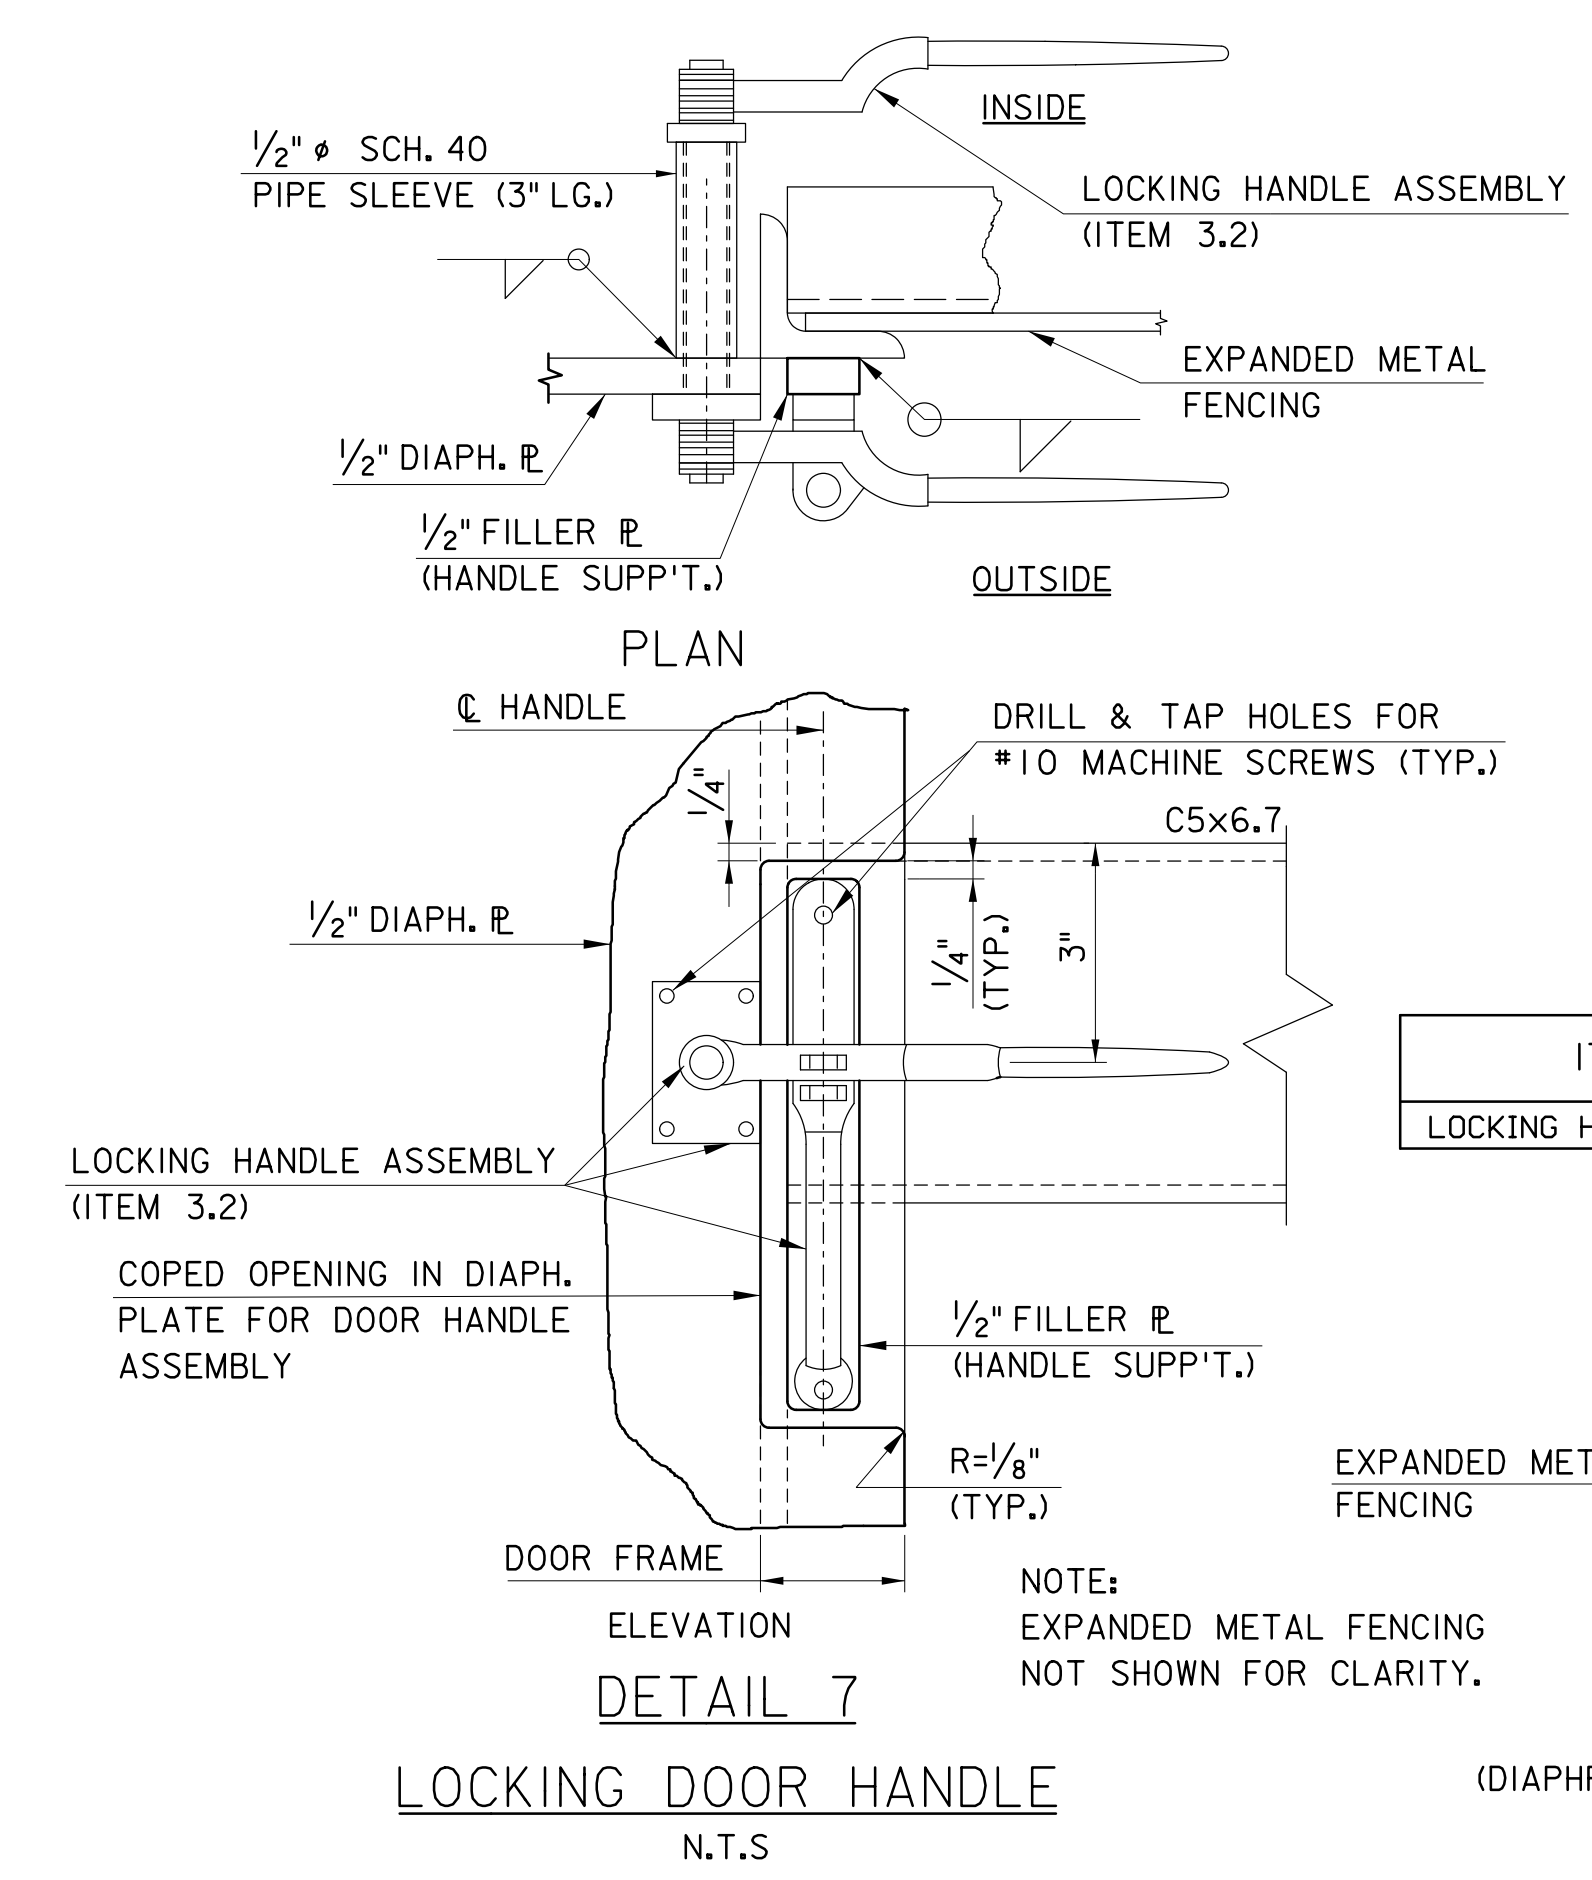 INSIDE
1/2" ø SCH. 40
PIPE SLEEVE (3" LG.)
LOCKING HANDLE ASSEMBLY
(ITEM 3.2)
EXPANDED METAL
FENCING
1/2" DIAPH. ⅊
1/2" FILLER ⅊
(HANDLE SUPP'T.)
OUTSIDE
PLAN
℄ HANDLE
DRILL & TAP HOLES FOR
#10 MACHINE SCREWS (TYP.)
1/4"
C5x6.7
1/2" DIAPH. ⅊
1/4"
(TYP.)
3"
LOCKING HANDLE ASSEMBLY
(ITEM 3.2)
COPED OPENING IN DIAPH.
PLATE FOR DOOR HANDLE
ASSEMBLY
1/2" FILLER ⅊
(HANDLE SUPP'T.)
R=1/8"
(TYP.)
DOOR FRAME
ELEVATION
NOTE:
EXPANDED METAL FENCING
NOT SHOWN FOR CLARITY.
DETAIL 7
LOCKING DOOR HANDLE
N.T.S
LOCKING
EXPANDED MET
FENCING
(DIAPH